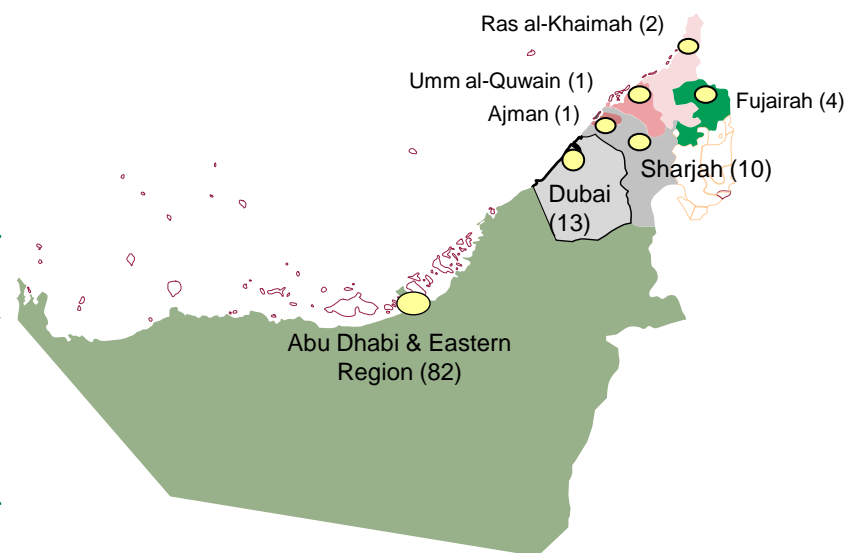 Ras al-Khaimah (2)
Umm al-Quwain (1)
Fujairah (4)
Ajman (1)
Sharjah (10)
Dubai
(13)
Abu Dhabi & Eastern
Region (82)